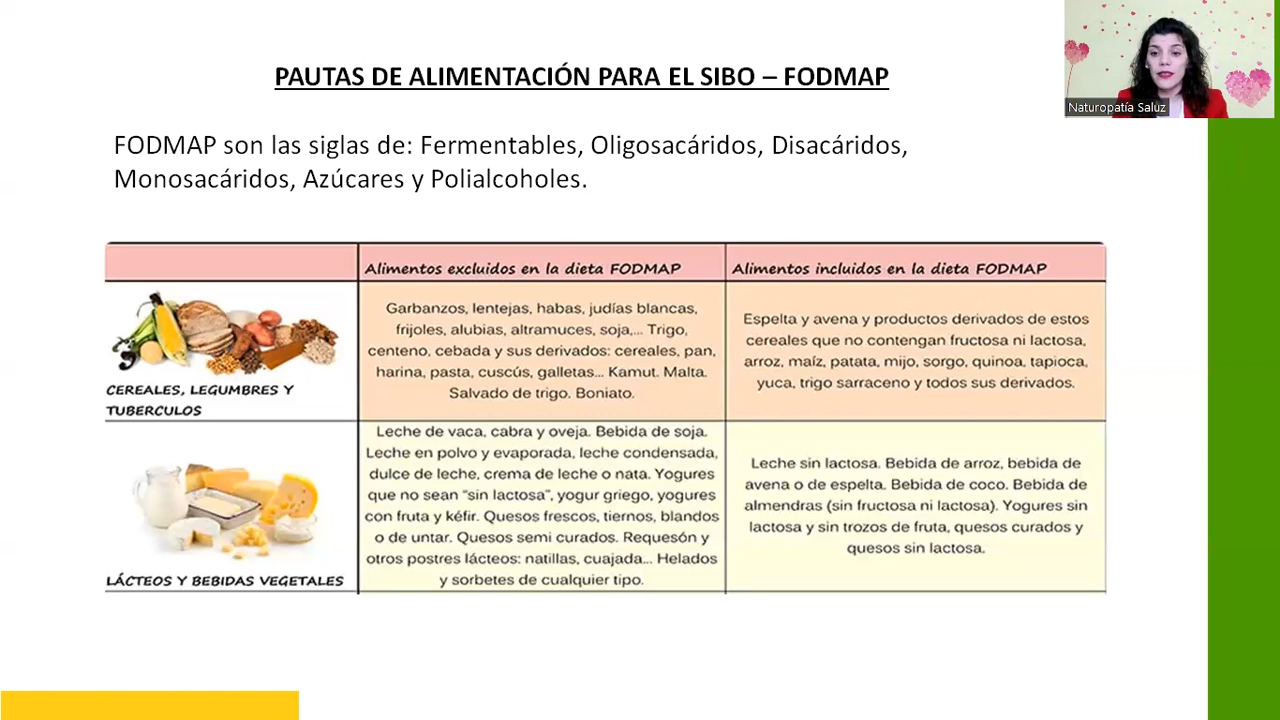 PAUTAS DE ALIMENTACIÓN PARA EL SIBO – FODMAP
Naturopatía Saluz
FODMAP son las siglas de: Fermentables, Oligosacáridos, Disacáridos,
Monosacáridos, Azúcares y Polialcoholes.
Alimentos excluidos en la dieta FODMAP
Alimentos incluidos en la dieta FODMAP
CEREALES, LEGUMBRES Y
TUBERCULOS
Garbanzos, lentejas, habas, judías blancas,
frijoles, alubias, altramuces, soja,... Trigo,
centeno, cebada y sus derivados: cereales, pan,
harina, pasta, cuscús, galletas... Kamut. Malta.
Salvado de trigo. Boniato.
Espelta y avena y productos derivados de estos
cereales que no contengan fructosa ni lactosa,
arroz, maíz, patata, mijo, sorgo, quinoa, tapioca,
yuca, trigo sarraceno y todos sus derivados.
LÁCTEOS Y BEBIDAS VEGETALES
Leche de vaca, cabra y oveja. Bebida de soja.
Leche en polvo y evaporada, leche condensada,
dulce de leche, crema de leche o nata. Yogures
que no sean “sin lactosa”, yogur griego, yogures
con fruta y kéfir. Quesos frescos, tiernos, blandos
o de untar. Quesos semi curados. Requesón y
otros postres lácteos: natillas, cuajada... Helados
y sorbetes de cualquier tipo.
Leche sin lactosa. Bebida de arroz, bebida de
avena o de espelta. Bebida de coco. Bebida de
almendras (sin fructosa ni lactosa). Yogures sin
lactosa y sin trozos de fruta, quesos curados y
quesos sin lactosa.